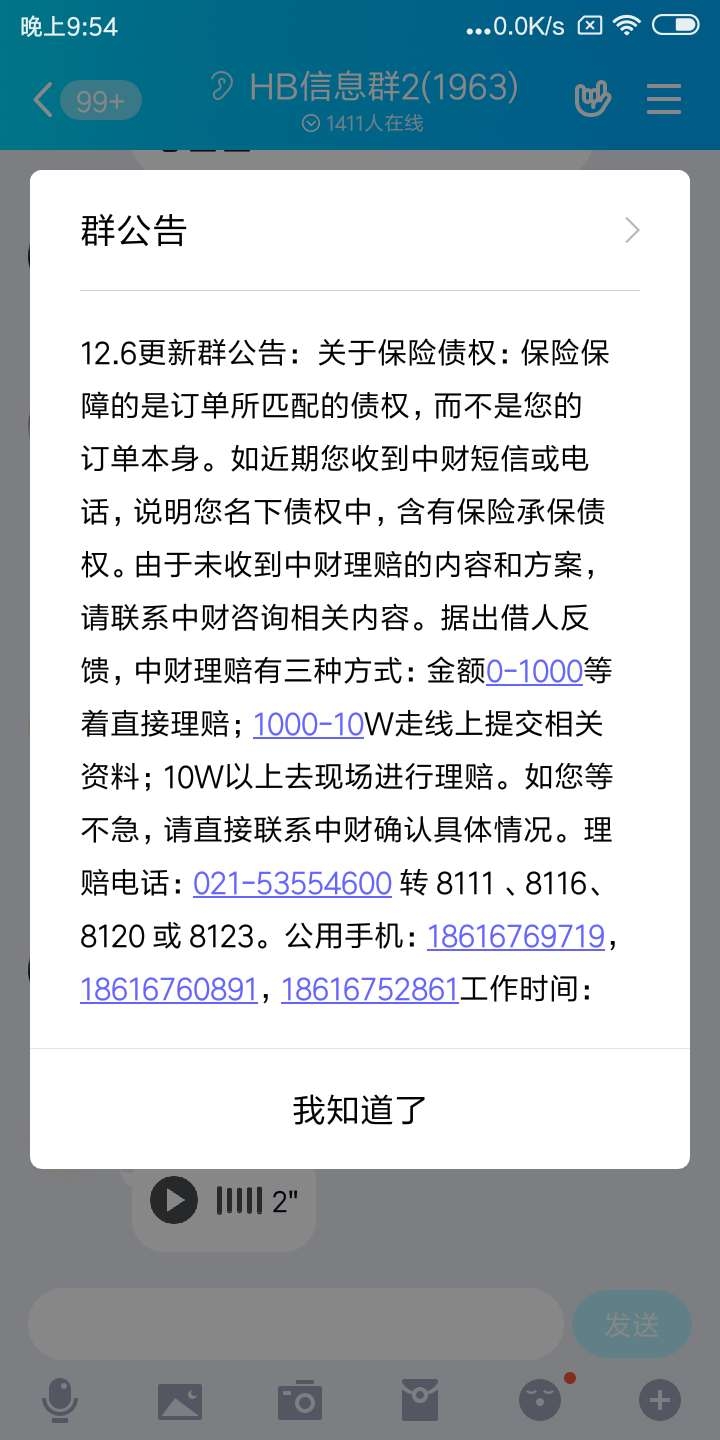 晚上9:54
...0.0K/s
99+
HB信息群2(1963)
1411人在线
群公告
12.6更新群公告：关于保险债权：保险保
障的是订单所匹配的债权，而不是您的
订单本身。如近期您收到中财短信或电
话，说明您名下债权中，含有保险承保债
权。由于未收到中财理赔的内容和方案，
请联系中财咨询相关内容。据出借人反
馈，中财理赔有三种方式：金额0-1000等
着直接理赔；1000-10W走线上提交相关
资料；10W以上去现场进行理赔。如您等
不急，请直接联系中财确认具体情况。理
赔电话：021-53554600 转 8111 、8116、
8120 或 8123。公用手机：18616769719，
18616760891，18616752861工作时间：
我知道了
2"
发送